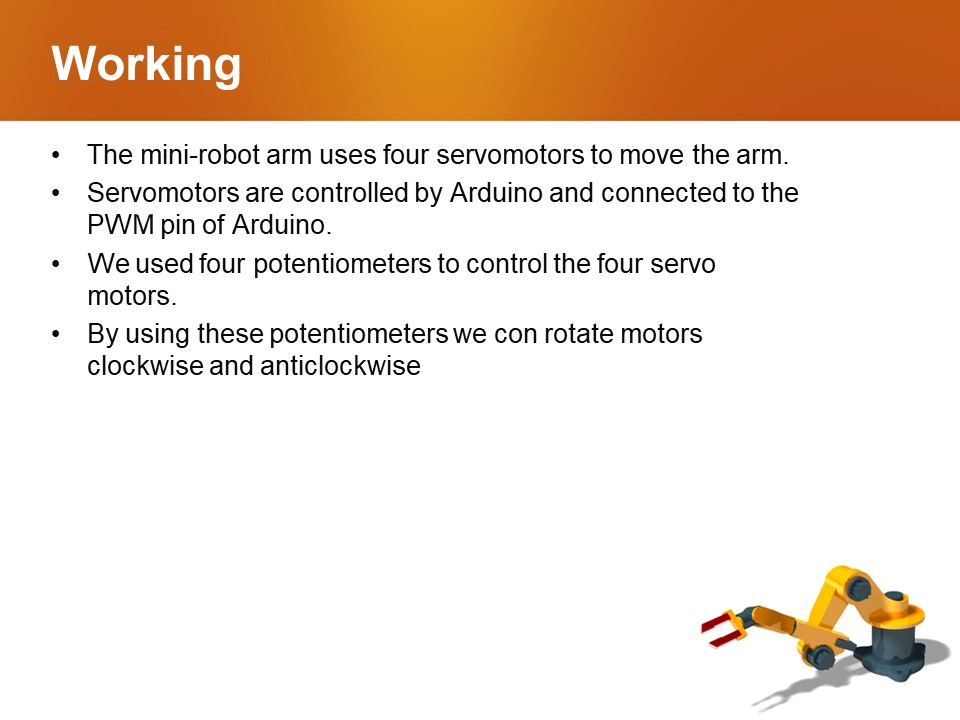 Working
• The mini-robot arm uses four servomotors to move the arm.
• Servomotors are controlled by Arduino and connected to the
PWM pin of Arduino.
• We used four potentiometers to control the four servo
motors.
• By using these potentiometers we con rotate motors
clockwise and anticlockwise